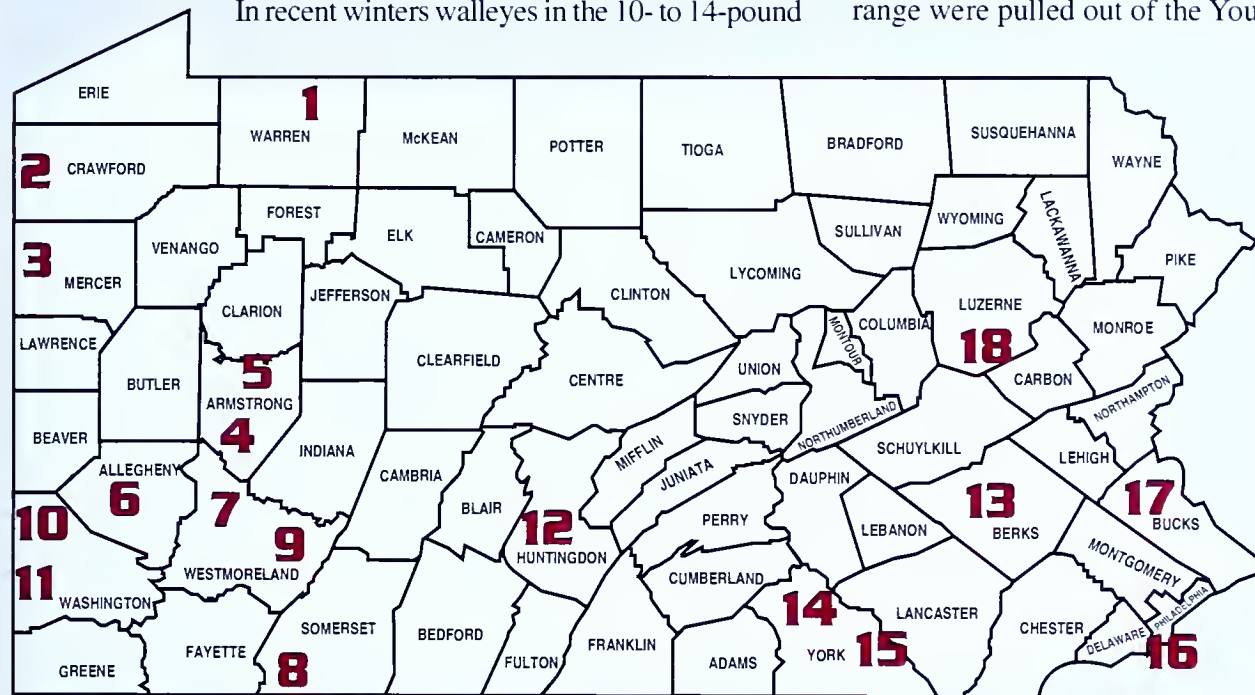 In recent winters walleyes in the 10- to 14-pound
range were pulled out of the You
ERIE
1
WARREN
McKEAN
POTTER
TIOGA
BRADFORD
SUSQUEHANNA
WAYNE
2
CRAWFORD
FOREST
ELK
CAMERON
SULLIVAN
WYOMING
LACKAWANNA
PIKE
3
MERCER
VENANGO
CLARION
JEFFERSON
CLINTON
LYCOMING
MONTOUR
COLUMBIA
LUZERNE
18
MONROE
LAWRENCE
BUTLER
5
ARMSTRONG
4
CLEARFIELD
CENTRE
UNION
SNYDER
NORTHUMBERLAND
CARBON
NORTHAMPTON
BEAVER
ALLEGHENY
6
INDIANA
CAMBRIA
BLAIR
MIFFLIN
JUNIATA
DAUPHIN
SCHUYLKILL
LEHIGH
10
7
9
WESTMORELAND
12
HUNTINGDON
PERRY
LEBANON
13
BERKS
17
BUCKS
11
WASHINGTON
CUMBERLAND
MONTGOMERY
PHILADELPHIA
GREENE
FAYETTE
SOMERSET
8
BEDFORD
FULTON
FRANKLIN
ADAMS
14
YORK
15
LANCASTER
CHESTER
DELAWARE
16